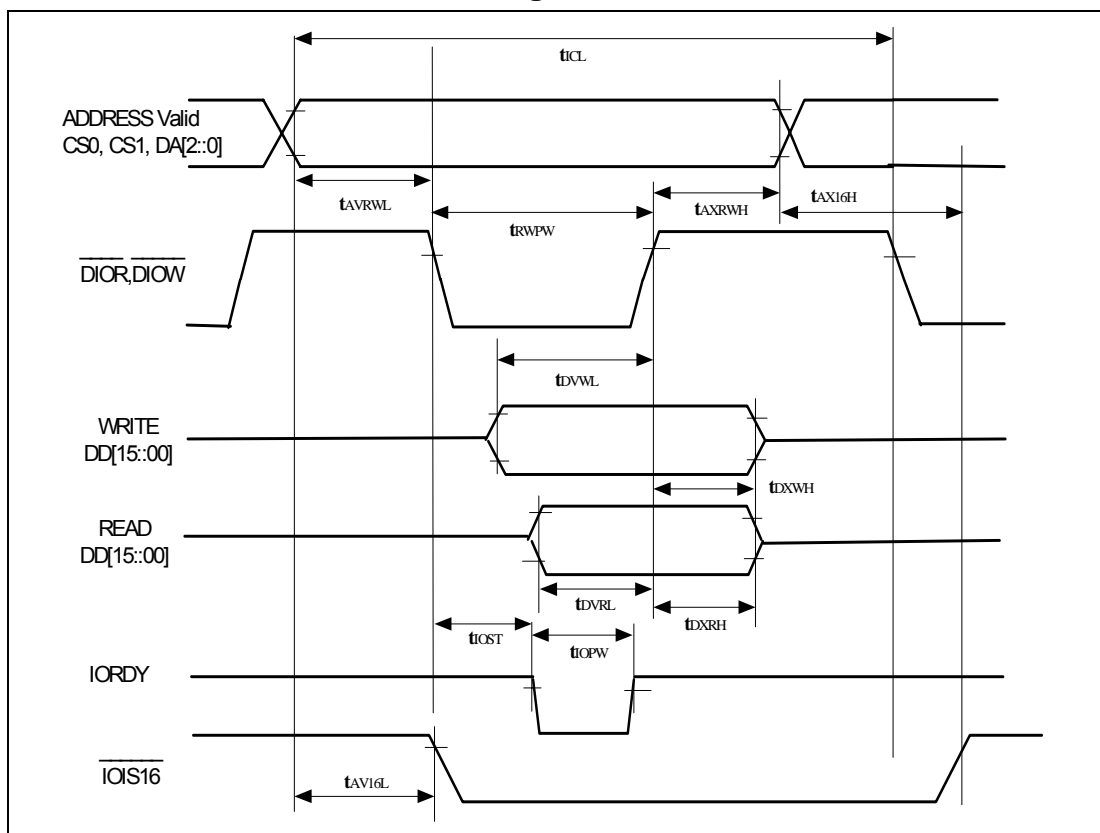 tICL
ADDRESS Valid
CS0, CS1, DA[2::0]
tAVRWL
tAXRWH
tAX16H
tRWPW
DIOR,DIOW
tDVWL
WRITE
DD[15::00]
tDXWH
READ
DD[15::00]
tDVRL
tDXRH
tIOST
tIOPW
IORDY
IOIS16
tAV16L